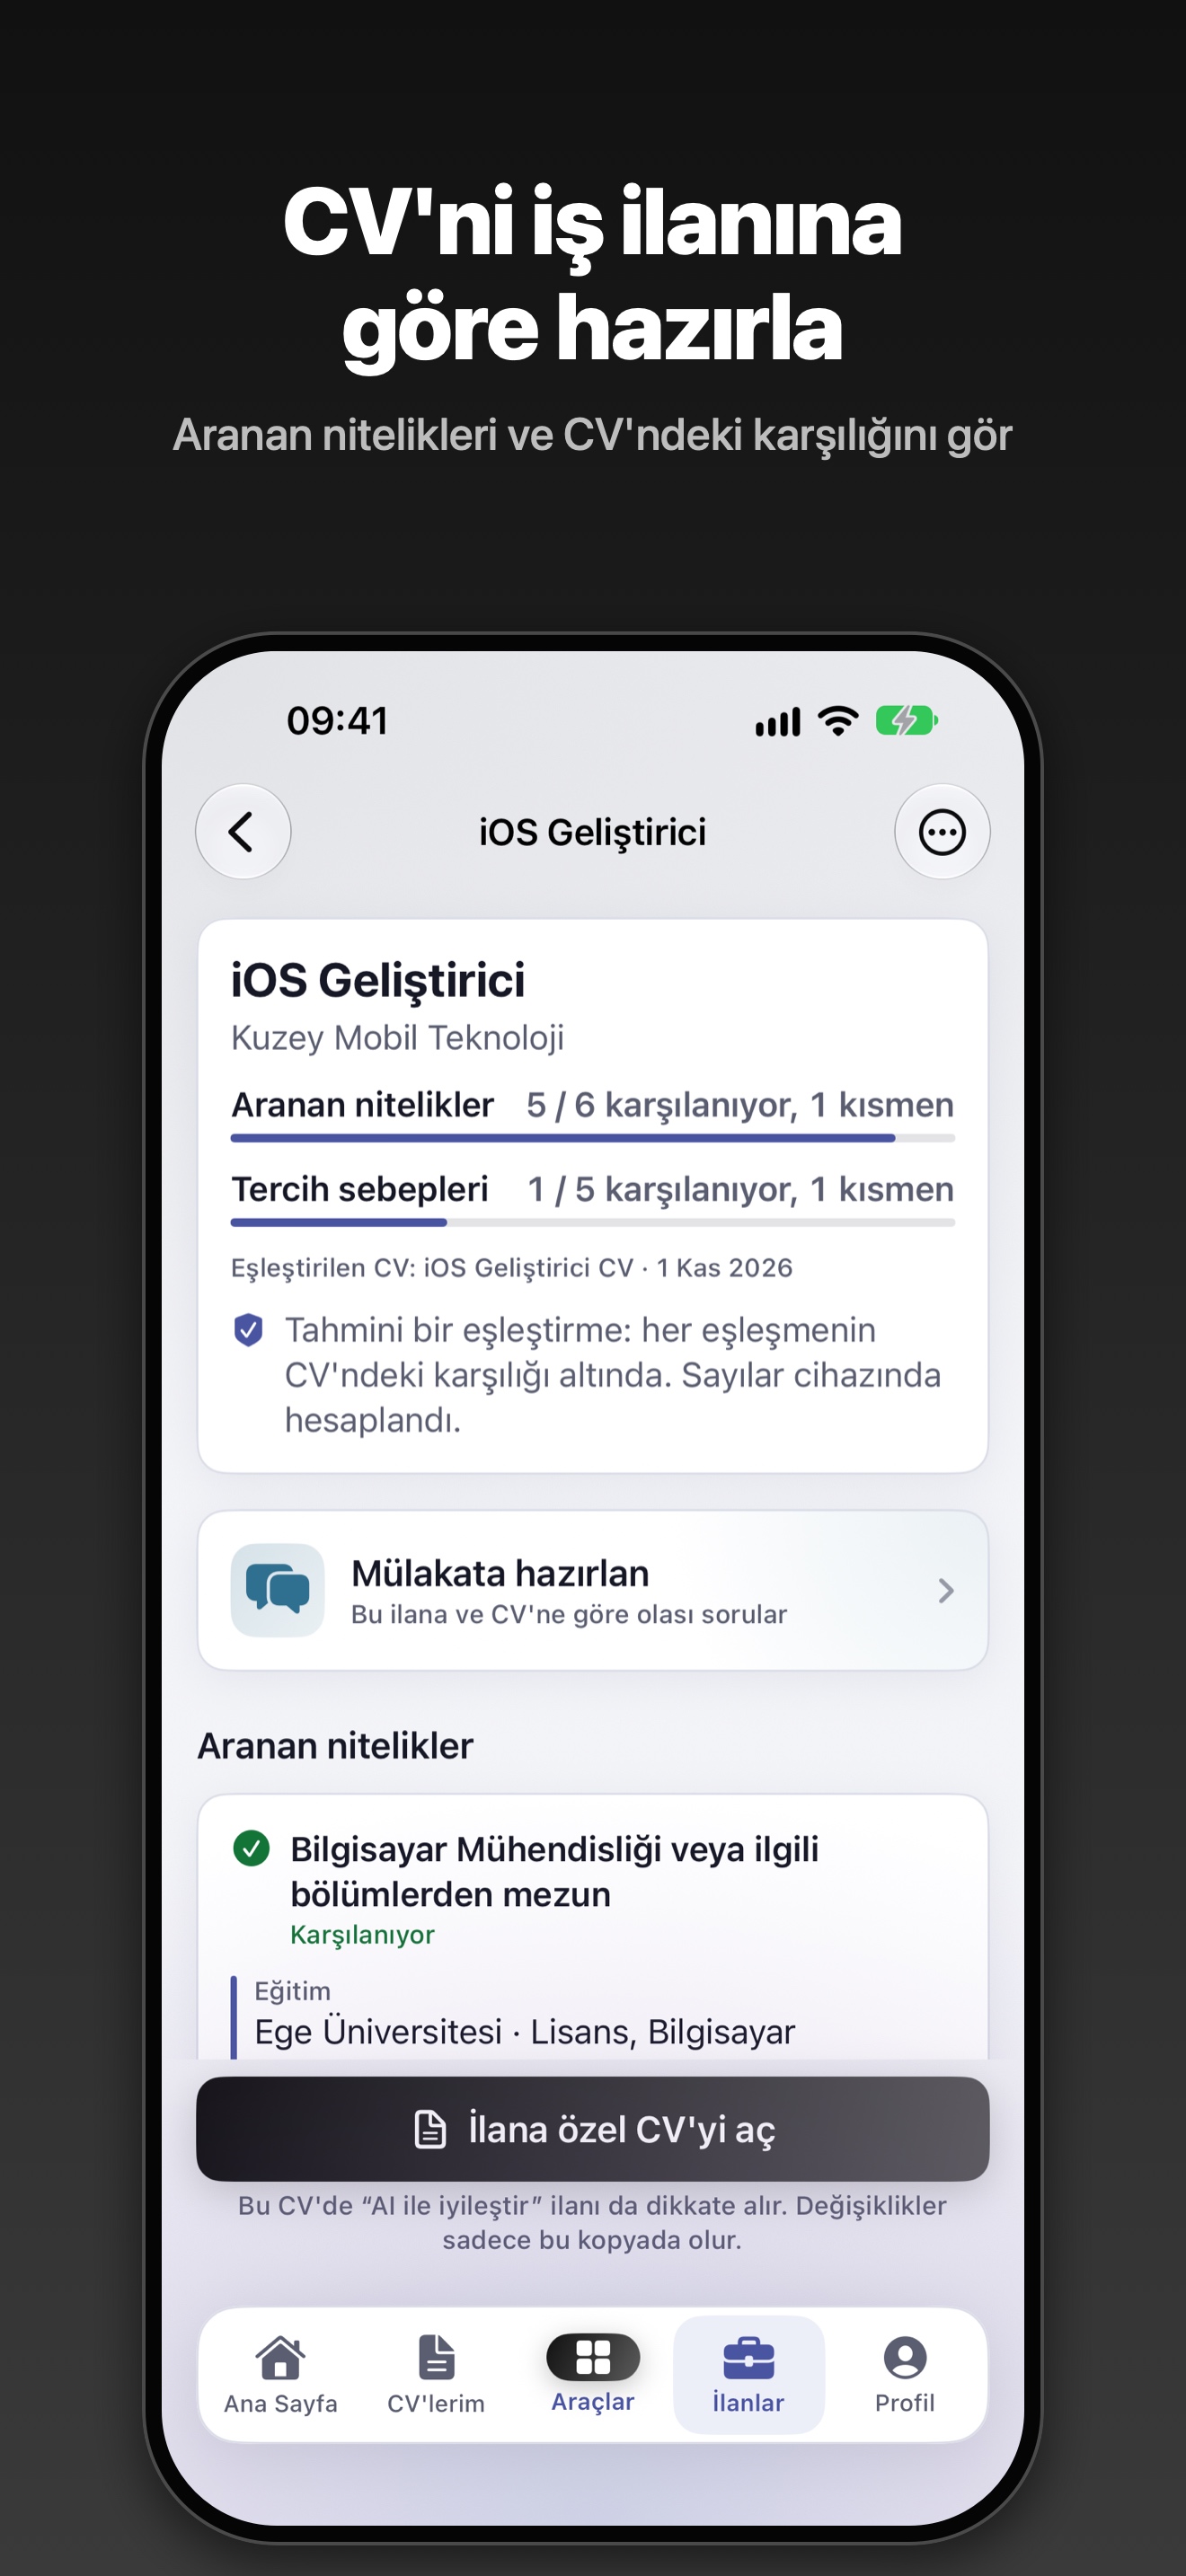 CV'ni iş ilanına
göre hazırla
Aranan nitelikleri ve CV'ndeki karşılığını gör
09:41
iOS Geliştirici
iOS Geliştirici
Kuzey Mobil Teknoloji
Aranan nitelikler 5 / 6 karşılanıyor, 1 kısmen
Tercih sebepleri 1 / 5 karşılanıyor, 1 kısmen
Eşleştirilen CV: iOS Geliştirici CV · 1 Kas 2026
Tahmini bir eşleştirme: her eşleşmenin
CV'ndeki karşılığı altında. Sayılar cihazında
hesaplandı.
Mülakata hazırlan
Bu ilana ve CV'ne göre olası sorular
Aranan nitelikler
Bilgisayar Mühendisliği veya ilgili
bölümlerden mezun
Karşılanıyor
Eğitim
Ege Üniversitesi · Lisans, Bilgisayar
İlana özel CV'yi aç
Bu CV'de “AI ile iyileştir” ilanı da dikkate alır. Değişiklikler
sadece bu kopyada olur.
Ana Sayfa CV'lerim Araçlar İlanlar Profil